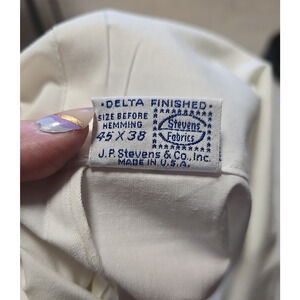 • DELTA FINISHED •
SIZE BEFORE
HEMMING
45 X 38
Stevens
Fabrics
J. P. Stevens & Co., Inc.
MADE IN U.S.A.